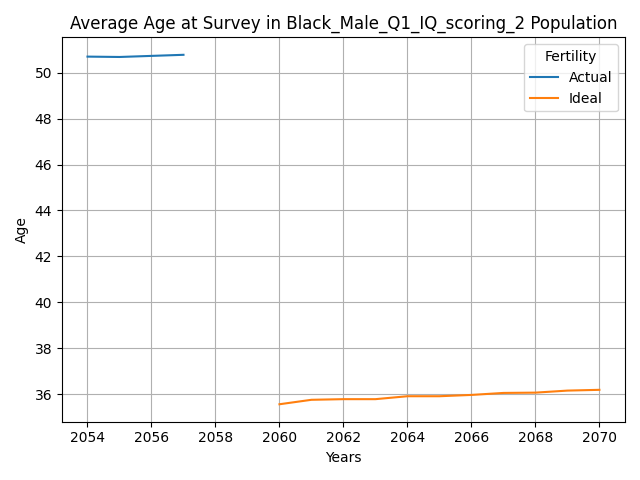 Average Age at Survey in Black_Male_Q1_IQ_scoring_2 Population
Fertility
Actual
Ideal
Age
50
48
46
44
42
40
38
36
2054 2056 2058 2060 2062 2064 2066 2068 2070
Years